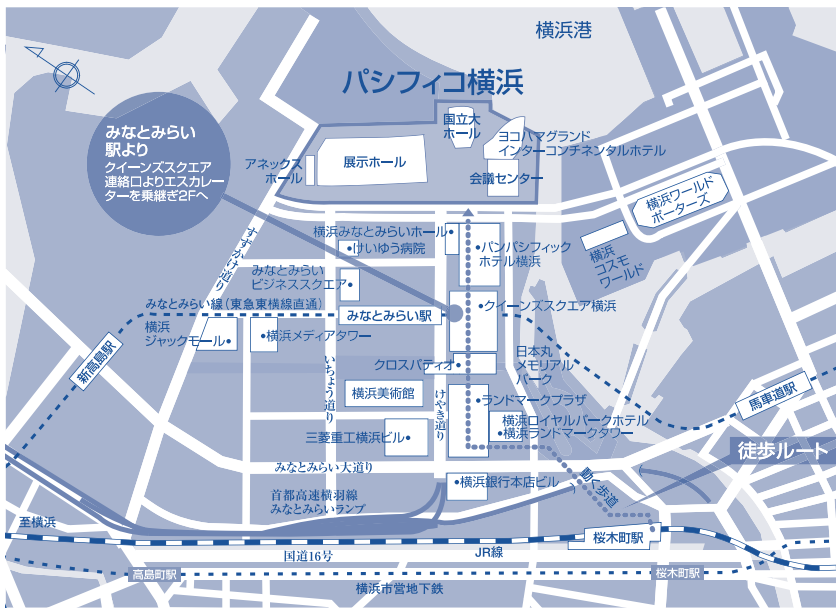 横浜港
パシフィコ横浜
みなとみらい
駅より
クイーンズスクエア
連絡口よりエスカレー
ターを乗継ぎ2Fへ
国立大
ホール
ヨコハマグランド
インターコンチネンタルホテル
アネックス
ホール
展示ホール
会議センター
横浜ワールド
ポーターズ
横浜
コスモ
ワールド
すずかけ通り
横浜みなとみらいホール
けいゆう病院
パンパシフィック
ホテル横浜
みなとみらい
ビジネススクエア
みなとみらい線(東急東横線直通)
みなとみらい駅
クイーンズスクエア横浜
横浜
ジャックモール
横浜メディアタワー
新高島駅
クロスパティオ
日本丸
メモリアル
パーク
いちょう通り
横浜美術館
けやき通り
ランドマークプラザ
馬車道駅
横浜ロイヤルパークホテル
横浜ランドマークタワー
三菱重工横浜ビル
徒歩ルート
みなとみらい大通り
横浜銀行本店ビル
動く歩道
首都高速横羽線
みなとみらいランプ
至横浜
桜木町駅
国道16号
JR線
高島町駅
桜木町駅
横浜市営地下鉄